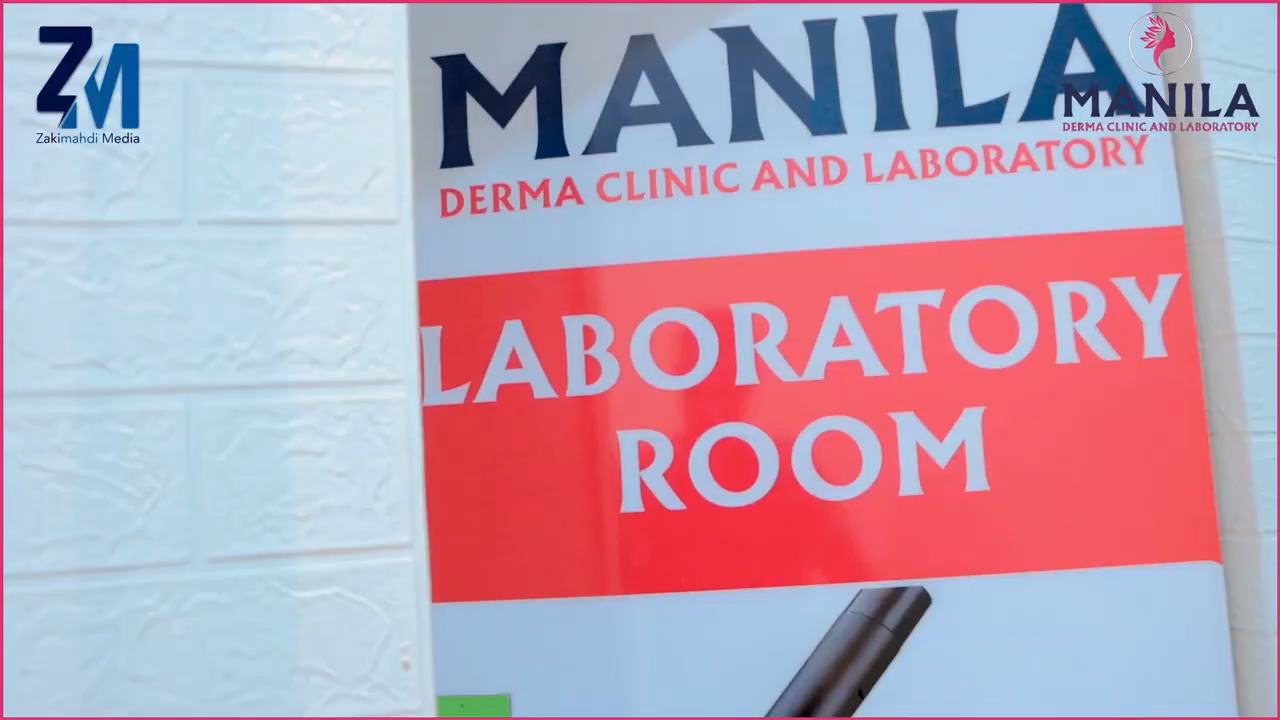 ZM
Zakimahdi Media
MANILA
DERMA CLINIC AND LABORATORY
MANILA
DERMA CLINIC AND LABORATORY
LABORATORY
ROOM